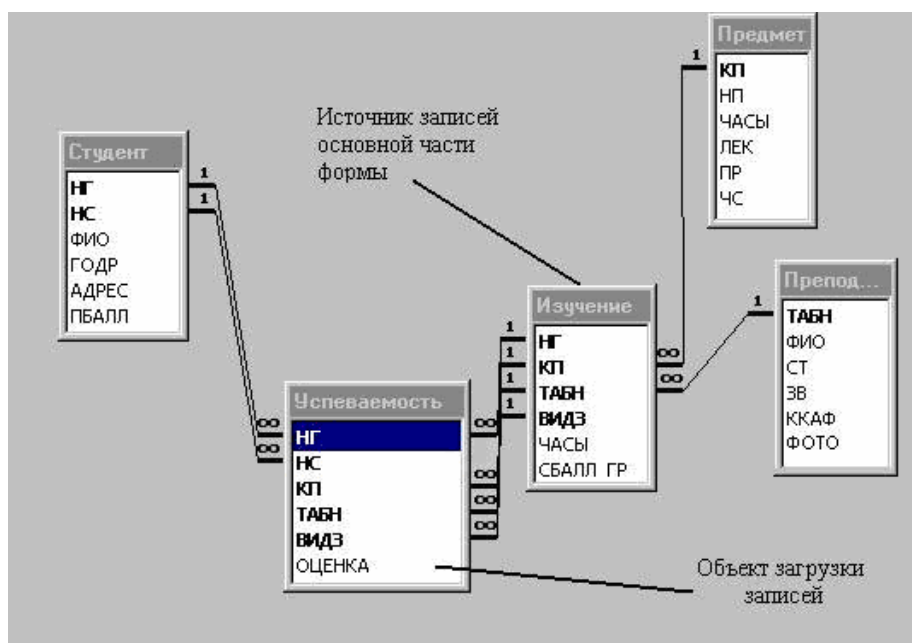 Предмет
КП
НП
ЧАСЫ
ЛЕК
ПР
ЧС
Источник записей
основной части
формы
Студент
НГ
НС
ФИО
ГОДР
АДРЕС
ПБАЛЛ
1
1
1
Препод...
ТАБН
ФИО
СТ
ЗВ
ККАФ
ФОТО
1
Изучение
НГ
КП
ТАБН
ВИДЗ
ЧАСЫ
СБАЛЛ_ГР
1
1
1
1
∞
∞
Успеваемость
НГ
НС
КП
ТАБН
ВИДЗ
ОЦЕНКА
∞
∞
∞
∞
∞
∞
Объект загрузки
записей